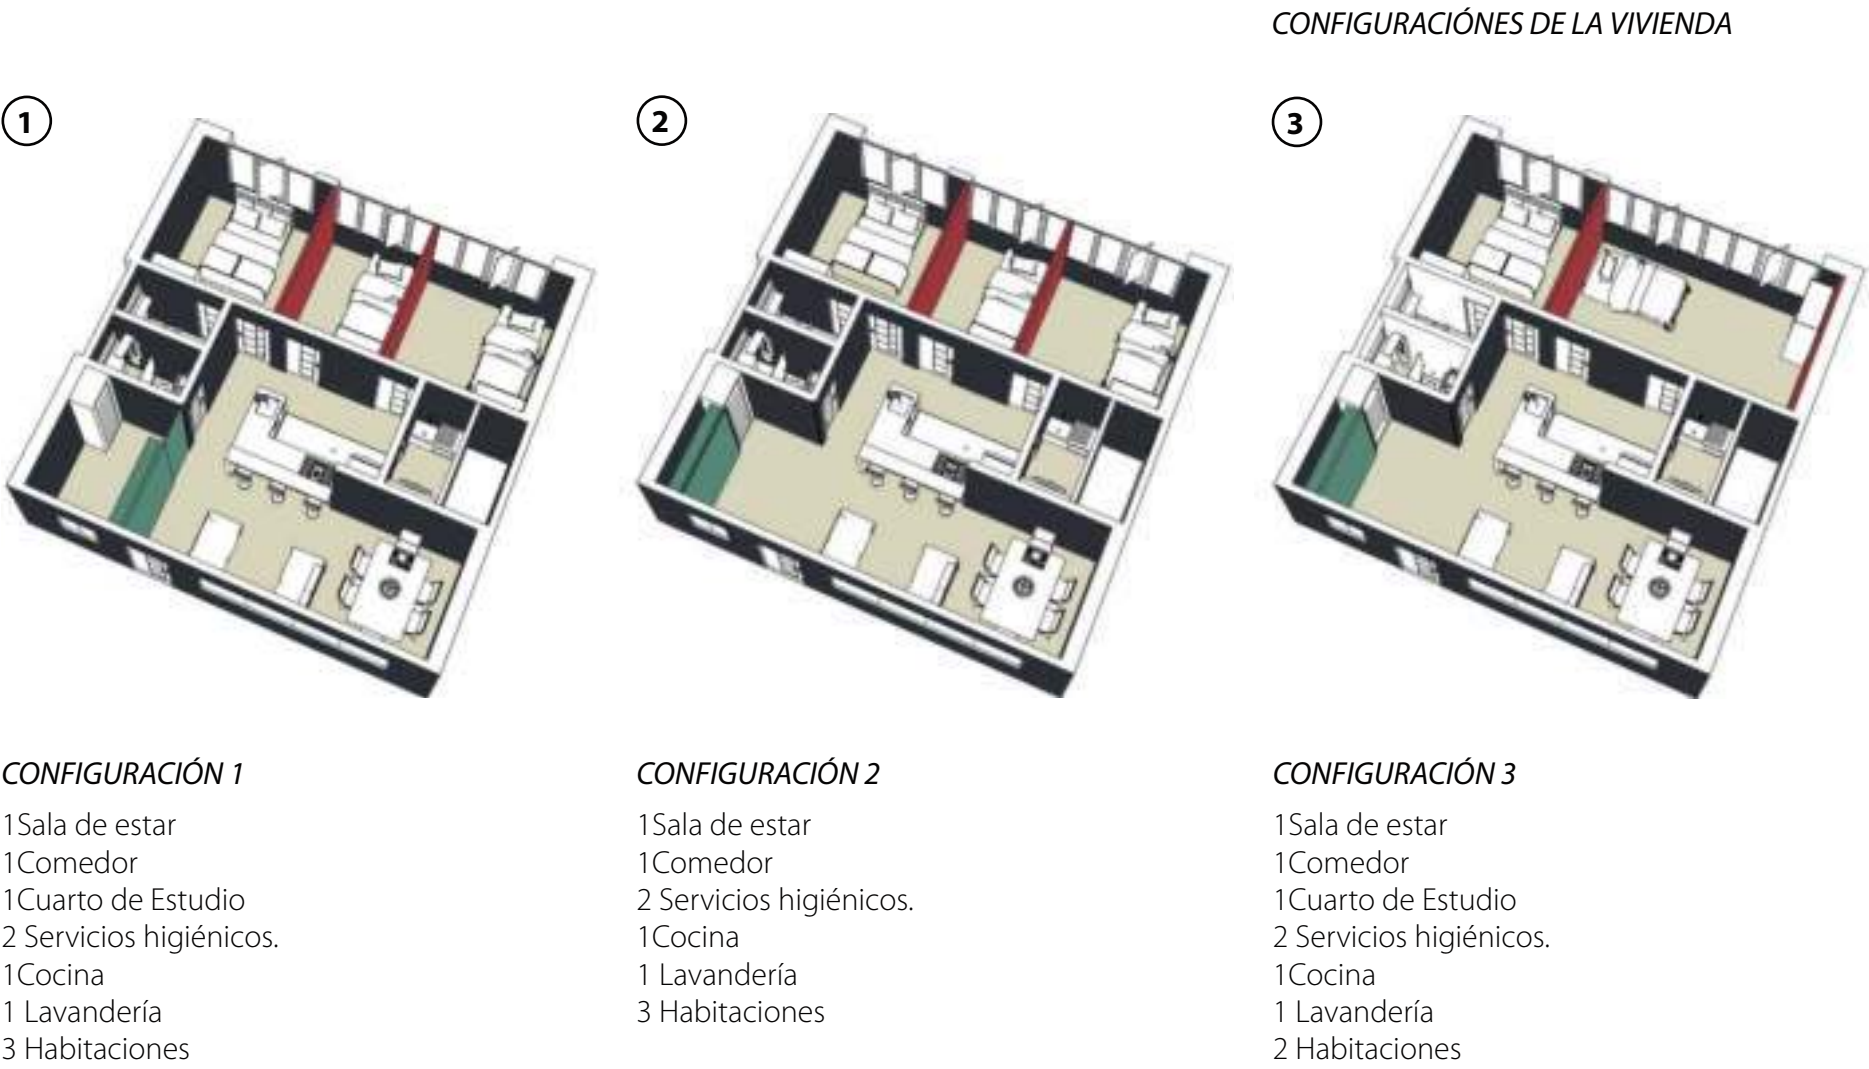 CONFIGURACIÓNES DE LA VIVIENDA
1
2
3
CONFIGURACIÓN 1
1Sala de estar
1Comedor
1Cuarto de Estudio
2 Servicios higiénicos.
1Cocina
1 Lavandería
3 Habitaciones
CONFIGURACIÓN 2
1Sala de estar
1Comedor
2 Servicios higiénicos.
1Cocina
1 Lavandería
3 Habitaciones
CONFIGURACIÓN 3
1Sala de estar
1Comedor
1Cuarto de Estudio
2 Servicios higiénicos.
1Cocina
1 Lavandería
2 Habitaciones